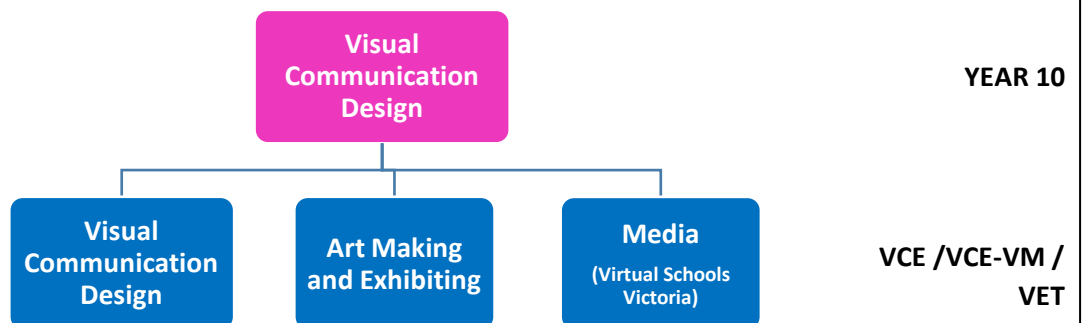 Visual
Communication
Design
YEAR 10
Visual
Communication
Design
Art Making
and Exhibiting
Media
(Virtual Schools
Victoria)
VCE /VCE-VM /
VET